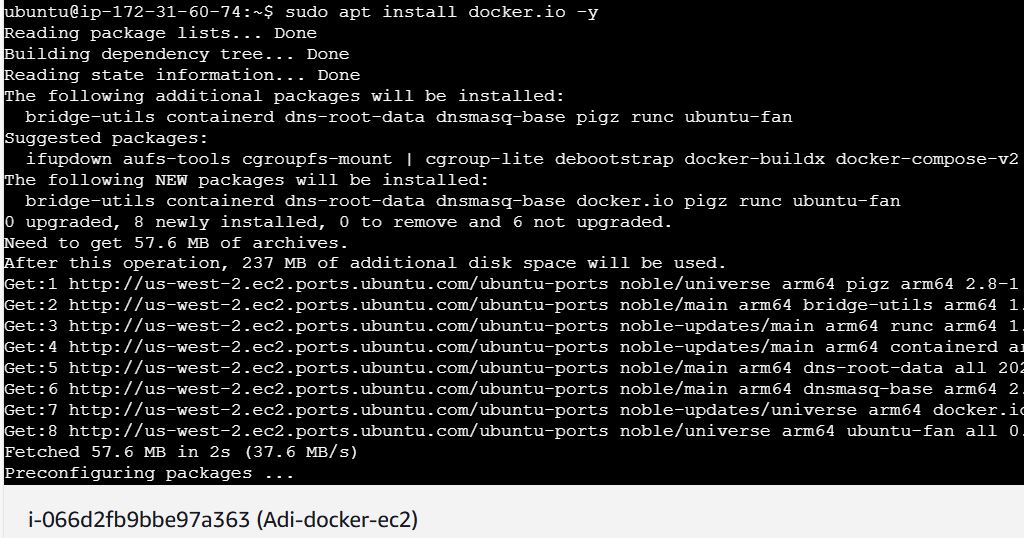 ubuntu@ip-172-31-60-74:~$ sudo apt install docker.io -y
Reading package lists... Done
Building dependency tree... Done
Reading state information... Done
The following additional packages will be installed:
  bridge-utils containerd dns-root-data dnsmasq-base pigz runc ubuntu-fan
Suggested packages:
  ifupdown aufs-tools cgroupfs-mount | cgroup-lite debootstrap docker-buildx docker-compose-v2
The following NEW packages will be installed:
  bridge-utils containerd dns-root-data dnsmasq-base docker.io pigz runc ubuntu-fan
0 upgraded, 8 newly installed, 0 to remove and 6 not upgraded.
Need to get 57.6 MB of archives.
After this operation, 237 MB of additional disk space will be used.
Get:1 http://us-west-2.ec2.ports.ubuntu.com/ubuntu-ports noble/universe arm64 pigz arm64 2.8-1
Get:2 http://us-west-2.ec2.ports.ubuntu.com/ubuntu-ports noble/main arm64 bridge-utils arm64 1.
Get:3 http://us-west-2.ec2.ports.ubuntu.com/ubuntu-ports noble-updates/main arm64 runc arm64 1.
Get:4 http://us-west-2.ec2.ports.ubuntu.com/ubuntu-ports noble-updates/main arm64 containerd
Get:5 http://us-west-2.ec2.ports.ubuntu.com/ubuntu-ports noble/main arm64 dns-root-data all
Get:6 http://us-west-2.ec2.ports.ubuntu.com/ubuntu-ports noble/main arm64 dnsmasq-base arm64 2.
Get:7 http://us-west-2.ec2.ports.ubuntu.com/ubuntu-ports noble-updates/universe arm64
Get:8 http://us-west-2.ec2.ports.ubuntu.com/ubuntu-ports noble/universe arm64 ubuntu-fan all 0.
Fetched 57.6 MB in 2s (37.6 MB/s)
Preconfiguring packages ...
i-066d2fb9bbe97a363 (Adi-docker-ec2)